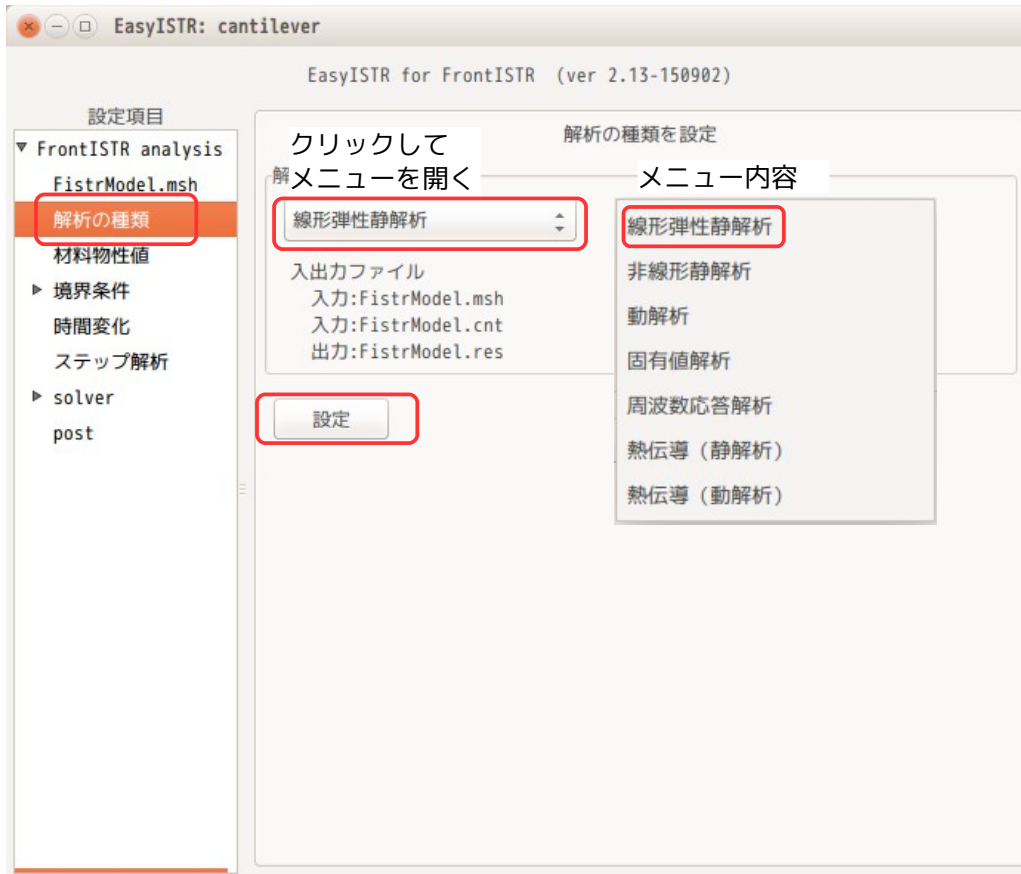 EasyISTR: cantilever
EasyISTR for FrontISTR (ver 2.13-150902)
設定項目
▼ FrontISTR analysis
FistrModel.msh
解析の種類
材料物性値
▶ 境界条件
時間変化
ステップ解析
▶ solver
post
解析の種類を設定
クリックして
メニューを開く
解
線形弾性静解析
入出力ファイル
入力:FistrModel.msh
入力:FistrModel.cnt
出力:FistrModel.res
設定
メニュー内容
線形弾性静解析
非線形静解析
動解析
固有値解析
周波数応答解析
熱伝導（静解析）
熱伝導（動解析）